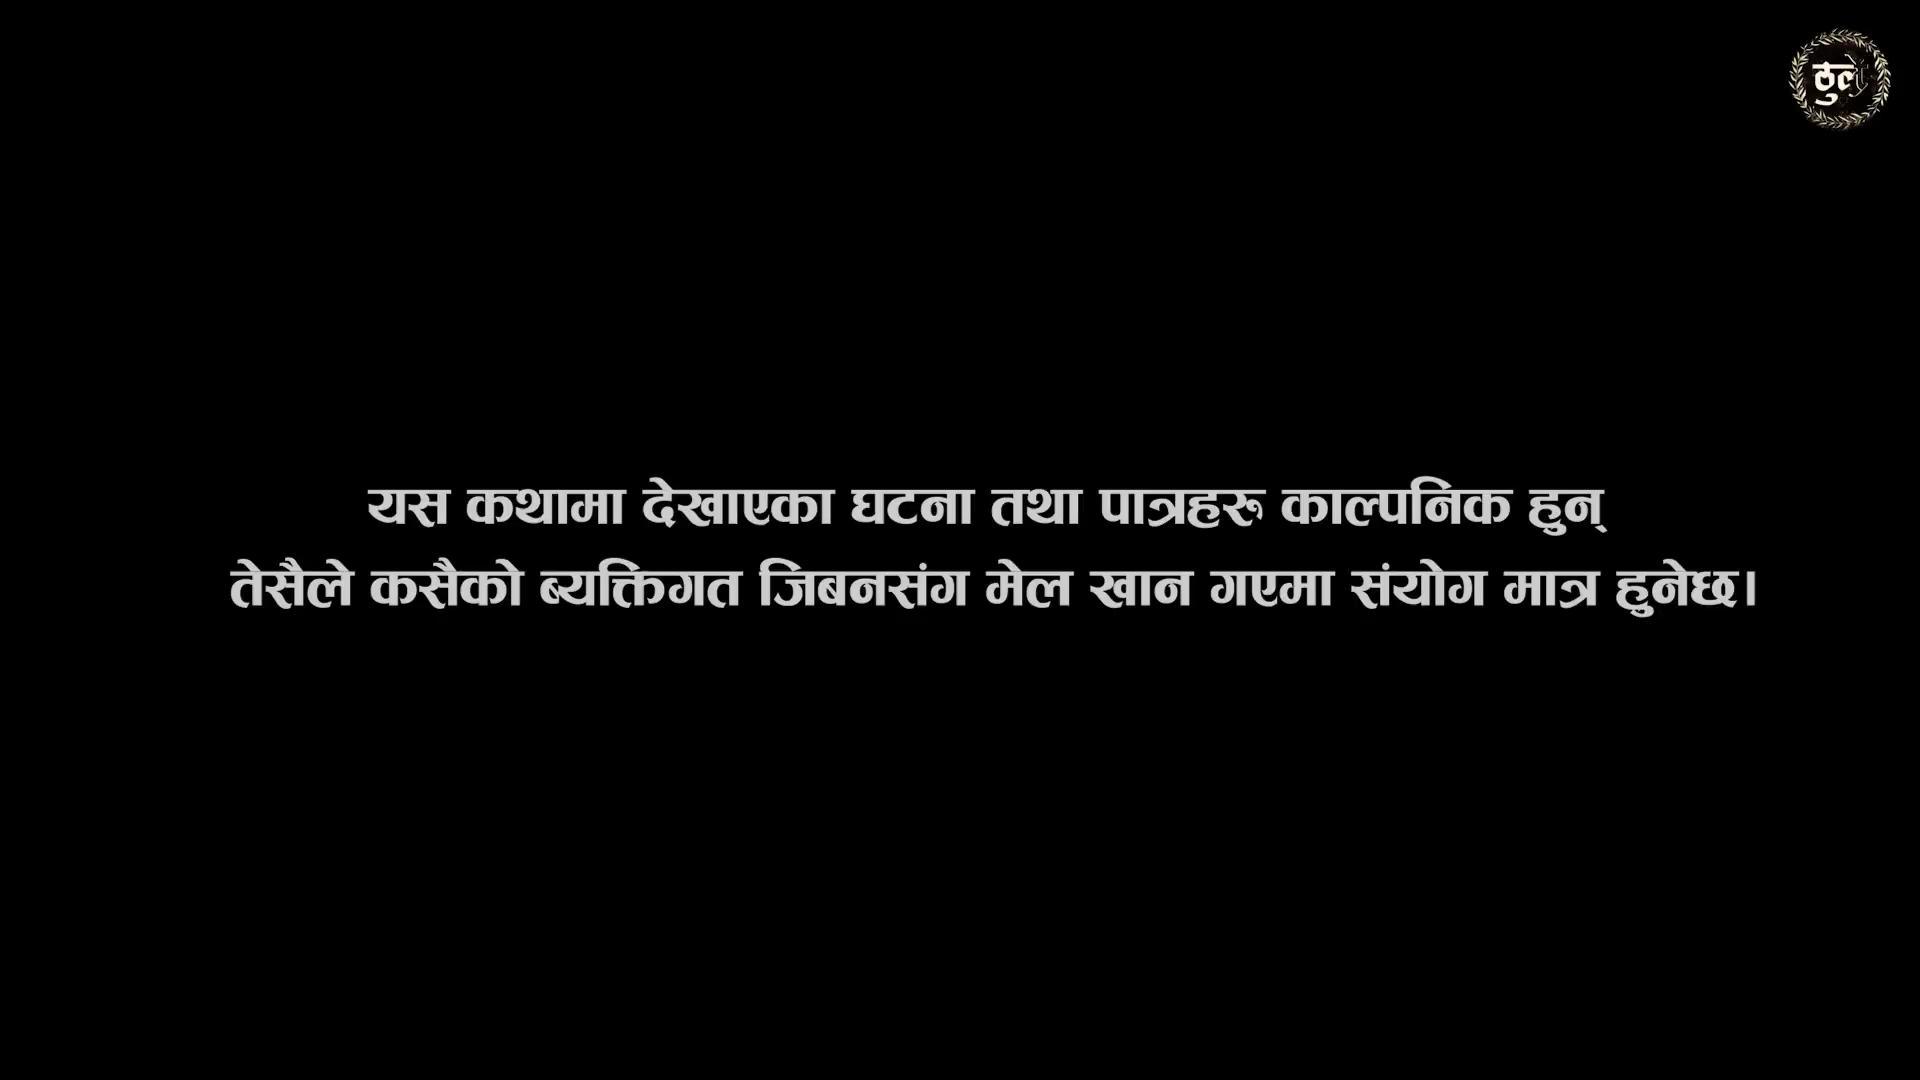 ठुले
यस कथामा देखाएका घटना तथा पात्रहरु काल्पनिक हुन्
तेसैले कसैको ब्यक्तिगत जिबनसंग मेल खान गएमा संयोग मात्र हुनेछ।